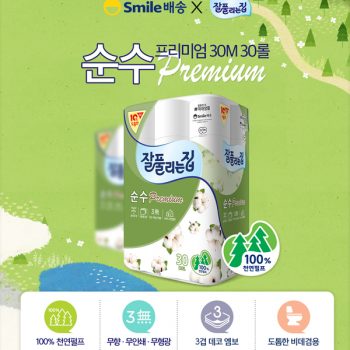 Smile배송 × 잘풀리는집
순수 프리미엄 30M 30롤
Premium
잘풀리는집
순수 Premium
3無
30
100%
천연펄프
100%
100% 천연펄프
3無
무향·무인쇄·무형광
3
3겹 데코 엠보
도톰한 비데겸용